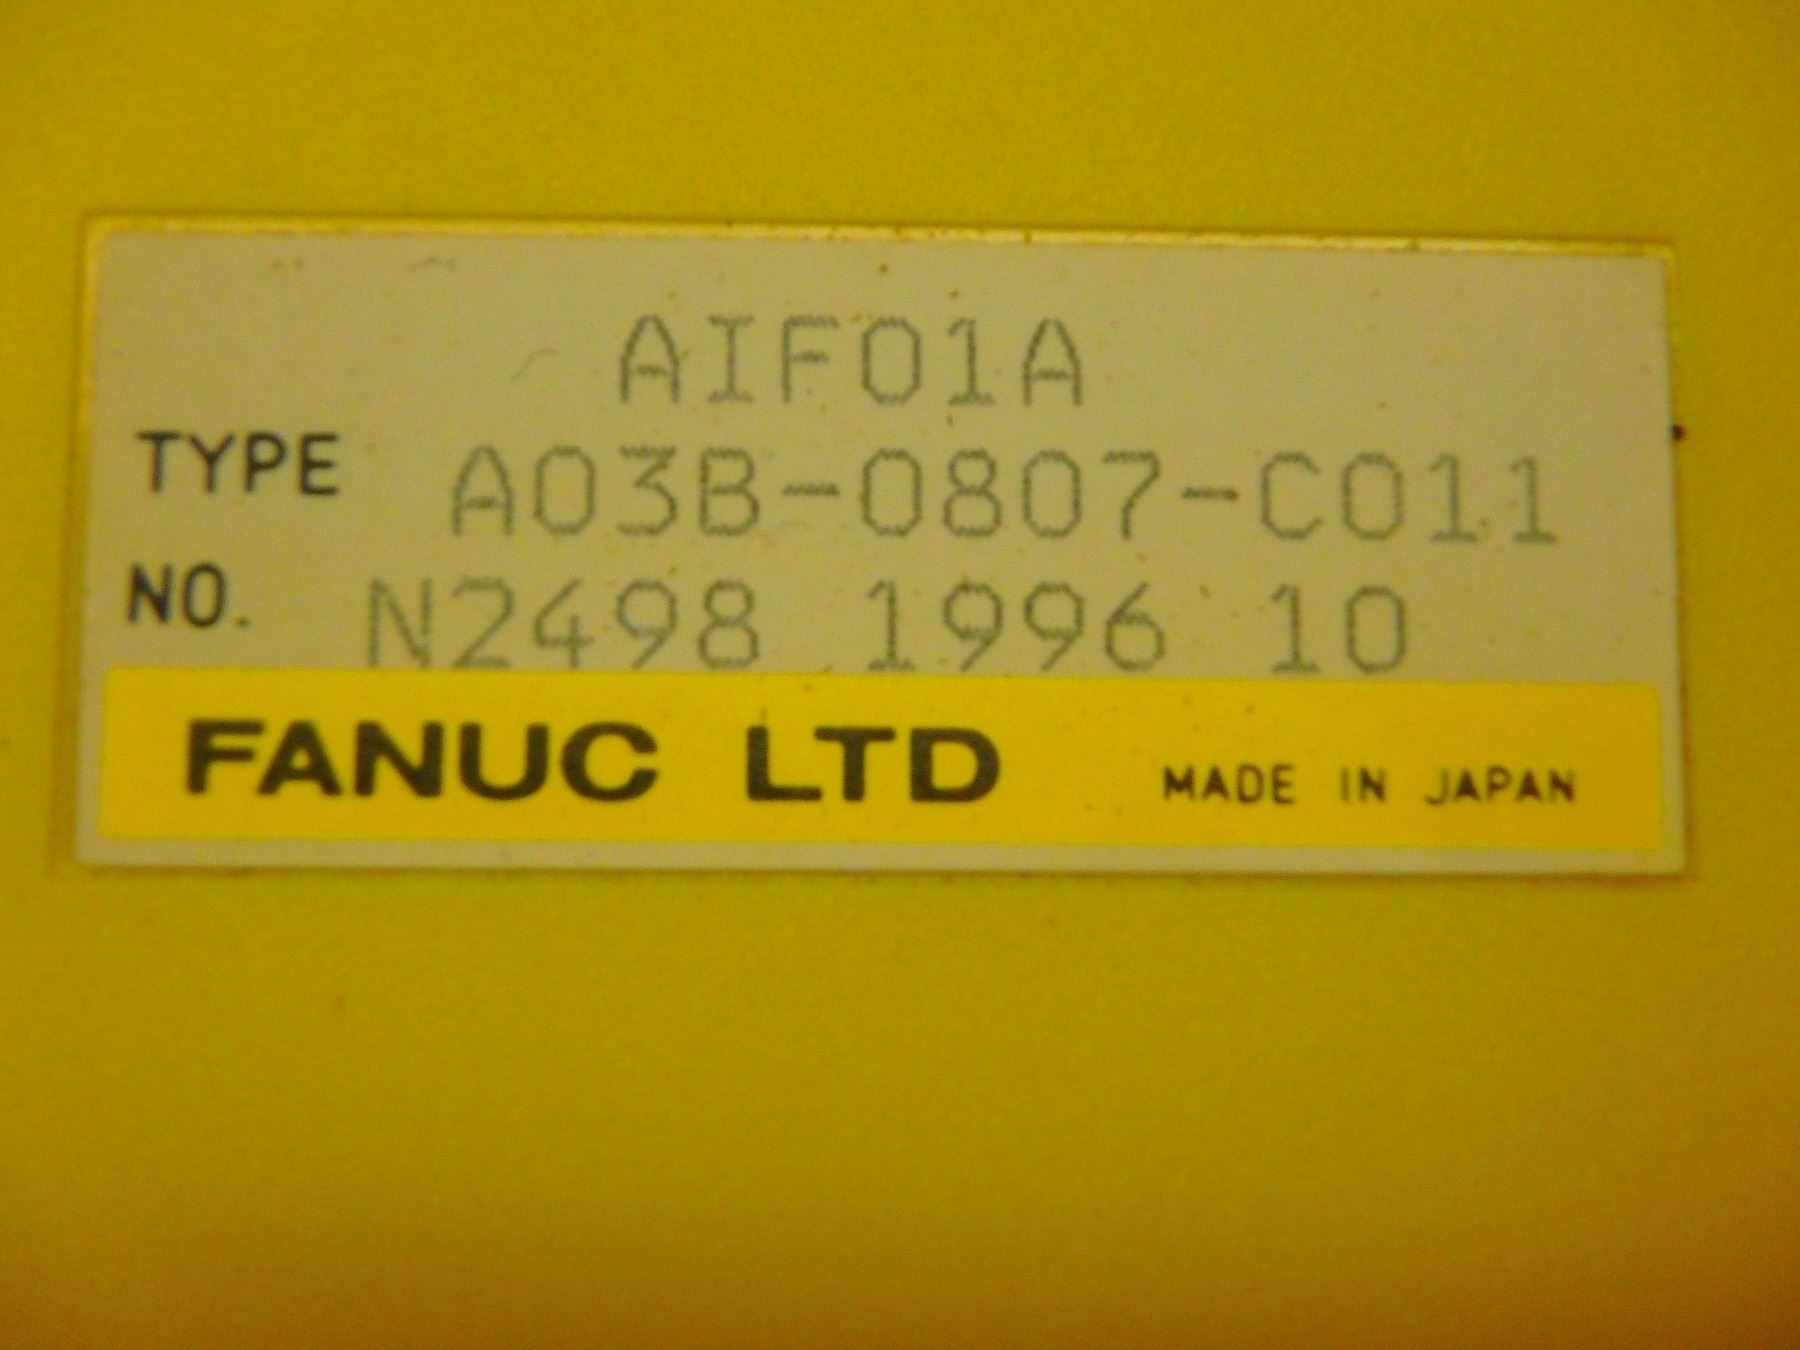 AIF01A
TYPE A03B-0807-C011
NO. N2498 1996 10
FANUC LTD MADE IN JAPAN